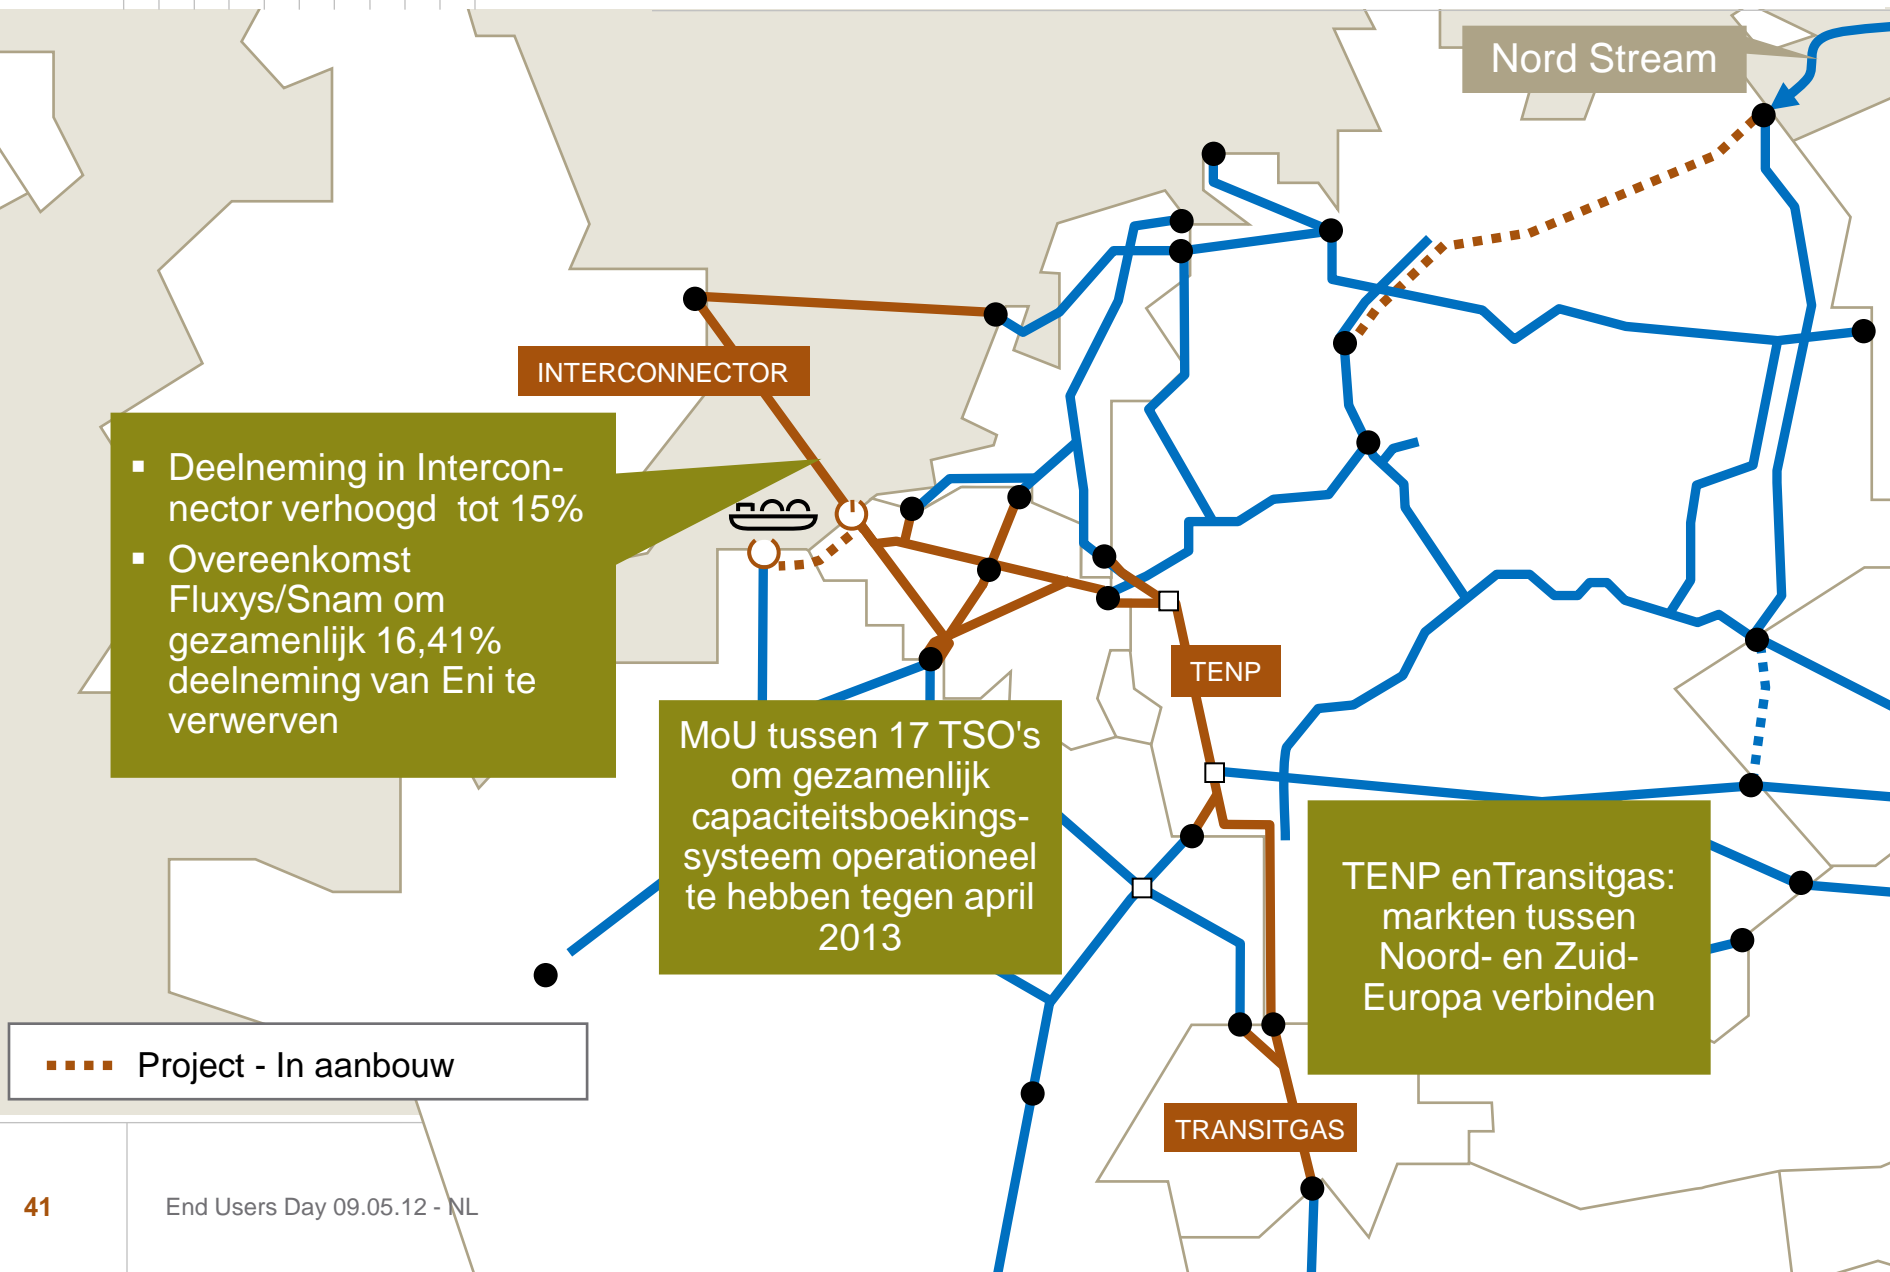 Nord Stream
INTERCONNECTOR
▪ Deelneming in Intercon-
nector verhoogd  tot 15%
▪ Overeenkomst
Fluxys/Snam om
gezamenlijk 16,41%
deelneming van Eni te
verwerven
TENP
MoU tussen 17 TSO's
om gezamenlijk
capaciteitsboekings-
systeem operationeel
te hebben tegen april
2013
TENP enTransitgas:
markten tussen
Noord- en Zuid-
Europa verbinden
Project - In aanbouw
TRANSITGAS
41
End Users Day 09.05.12 - NL